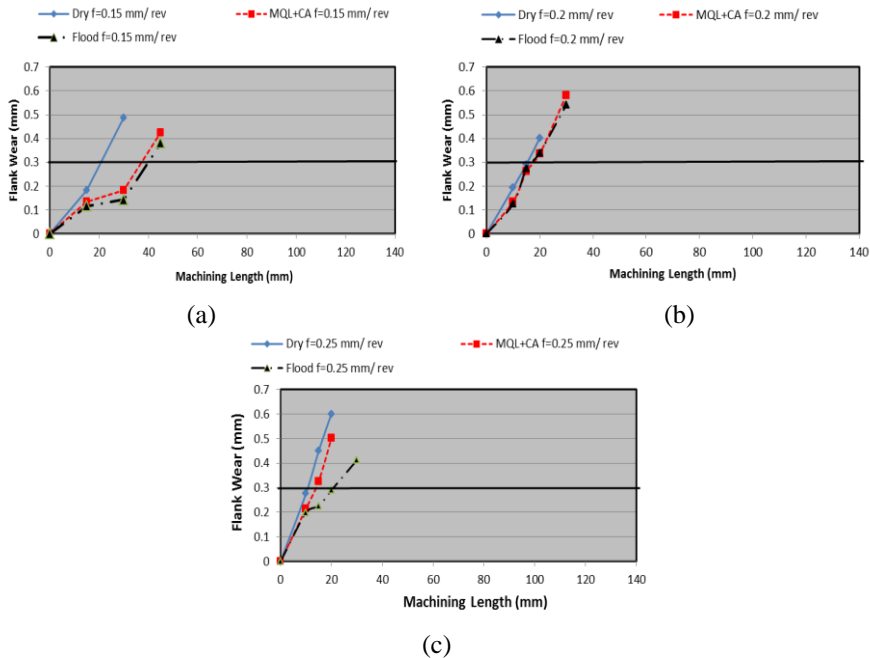 Dry f=0.15 mm/ rev MQL+CA f=0.15 mm/ rev
Flood f=0.15 mm/ rev
0.7
0.6
0.5
0.4
0.3
0.2
0.1
0
Flank Wear (mm)
0 20 40 60 80 100 120 140
Machining Length (mm)
(a)
Dry f=0.2 mm/ rev MQL+CA f=0.2 mm/ rev
Flood f=0.2 mm/ rev
0.7
0.6
0.5
0.4
0.3
0.2
0.1
0
Flank Wear (mm)
0 20 40 60 80 100 120 140
Machining Length (mm)
(b)
Dry f=0.25 mm/ rev MQL+CA f=0.25 mm/ rev
Flood f=0.25 mm/ rev
0.7
0.6
0.5
0.4
0.3
0.2
0.1
0
Flank Wear (mm)
0 20 40 60 80 100 120 140
Machining Length (mm)
(c)